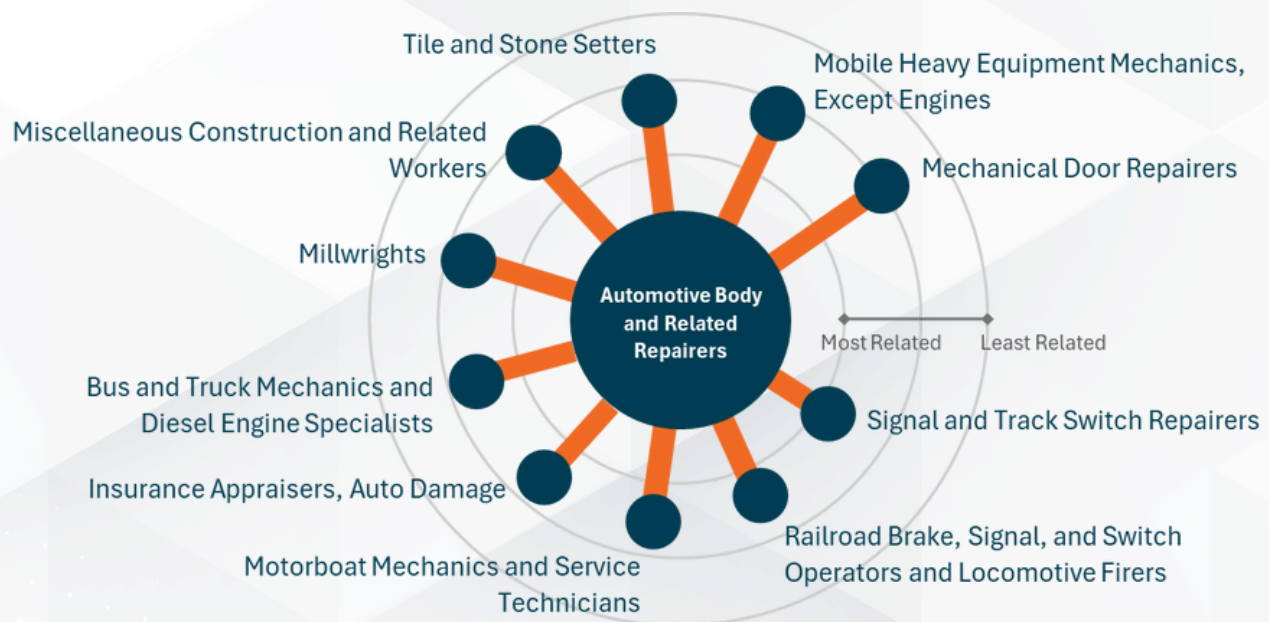 Tile and Stone Setters
Mobile Heavy Equipment Mechanics,
Except Engines
Miscellaneous Construction and Related
Workers
Mechanical Door Repairers
Millwrights
Automotive Body
and Related
Repairers
Most Related
Least Related
Bus and Truck Mechanics and
Diesel Engine Specialists
Signal and Track Switch Repairers
Insurance Appraisers, Auto Damage
Railroad Brake, Signal, and Switch
Operators and Locomotive Firers
Motorboat Mechanics and Service
Technicians